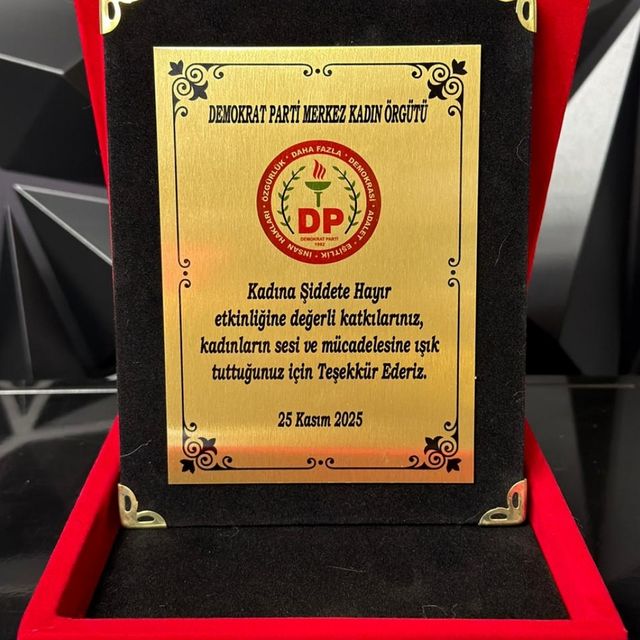 DEMOKRAT PARTİ MERKEZ KADIN ÖRGÜTÜ
İNSAN HAKLARI • ÖZGÜRLÜK • DAHA FAZLA • DEMOKRASİ • ADALET • EŞİTLİK •
DP
DEMOKRAT PARTİ
1992
Kadına Şiddete Hayır
etkinliğine değerli katkılarınız,
kadınların sesi ve mücadelesine ışık
tuttuğunuz için Teşekkür Ederiz.
25 Kasım 2025